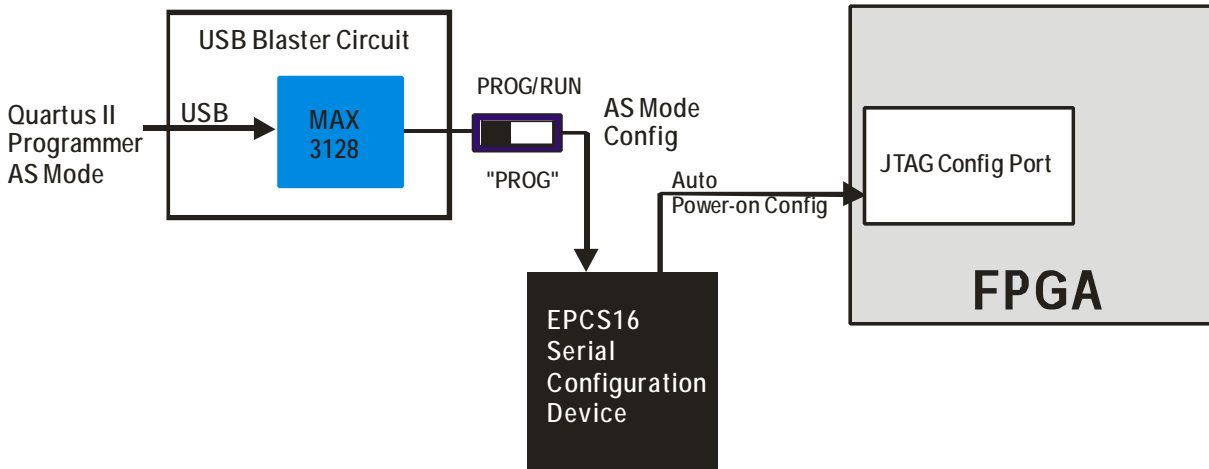 USB Blaster Circuit
Quartus II
Programmer
AS Mode
USB
MAX
3128
PROG/RUN
"PROG"
AS Mode
Config
Auto
Power-on Config
JTAG Config Port
FPGA
EPCS16
Serial
Configuration
Device